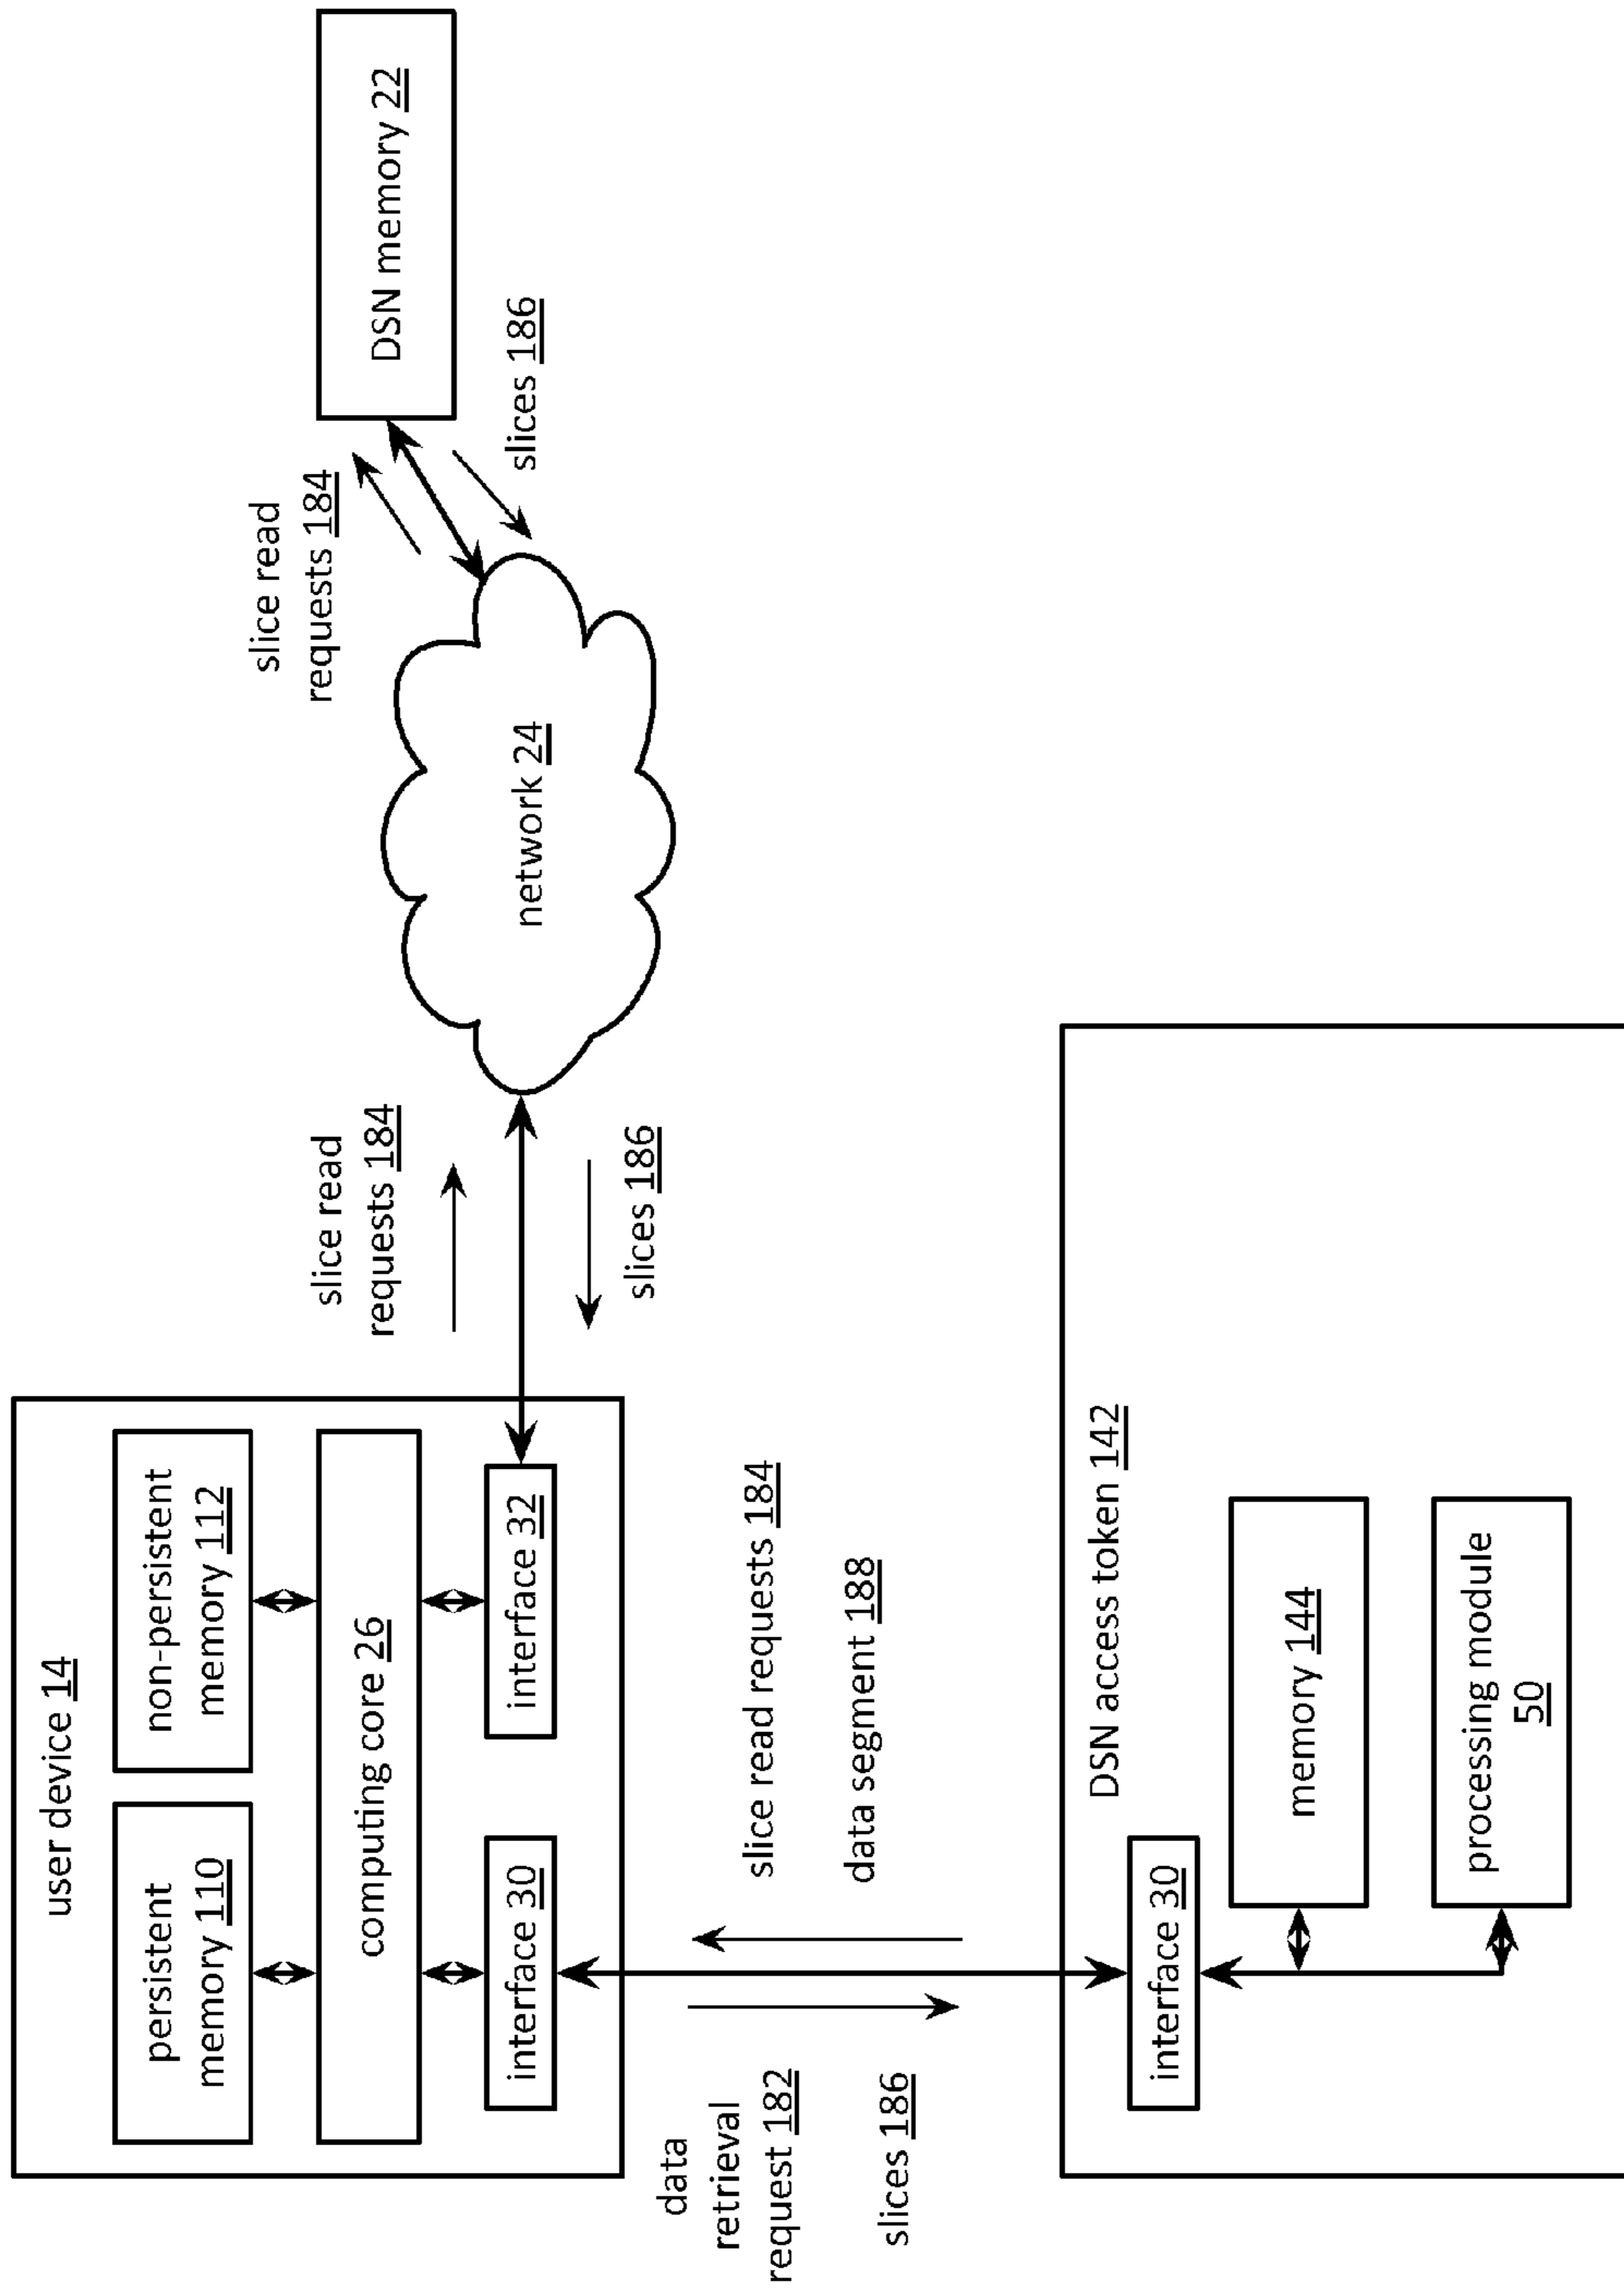 user device 14
persistent
memory 110
non-persistent
memory 112
computing core 26
interface 30
interface 32
slice read
requests 184
slices 186
network 24
slice read
requests 184
slices 186
DSN memory 22
data
retrieval
request 182
slices 186
slice read requests 184
data segment 188
DSN access token 142
interface 30
memory 144
processing module
50